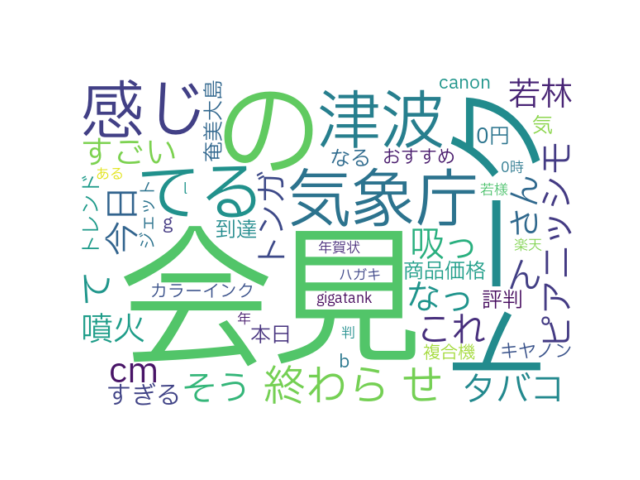 canon
感じ
の
津波
若林
奄美大島
0円
気
すごい
なる
おすすめ
0時
ある
トレンド
今日
ジェット
ー
てる
トンガ
気象庁
若様
さん
ピアニッシモ
g
到達
会見
年賀状
吸っ
楽天
て
カラーインク
ハガキ
商品価格
ん
gigatank
なっ
評判
噴火
年
本日
判
これ
cm
b
複合機
キヤノン
すぎる
そう
終わら
せ
タバコ